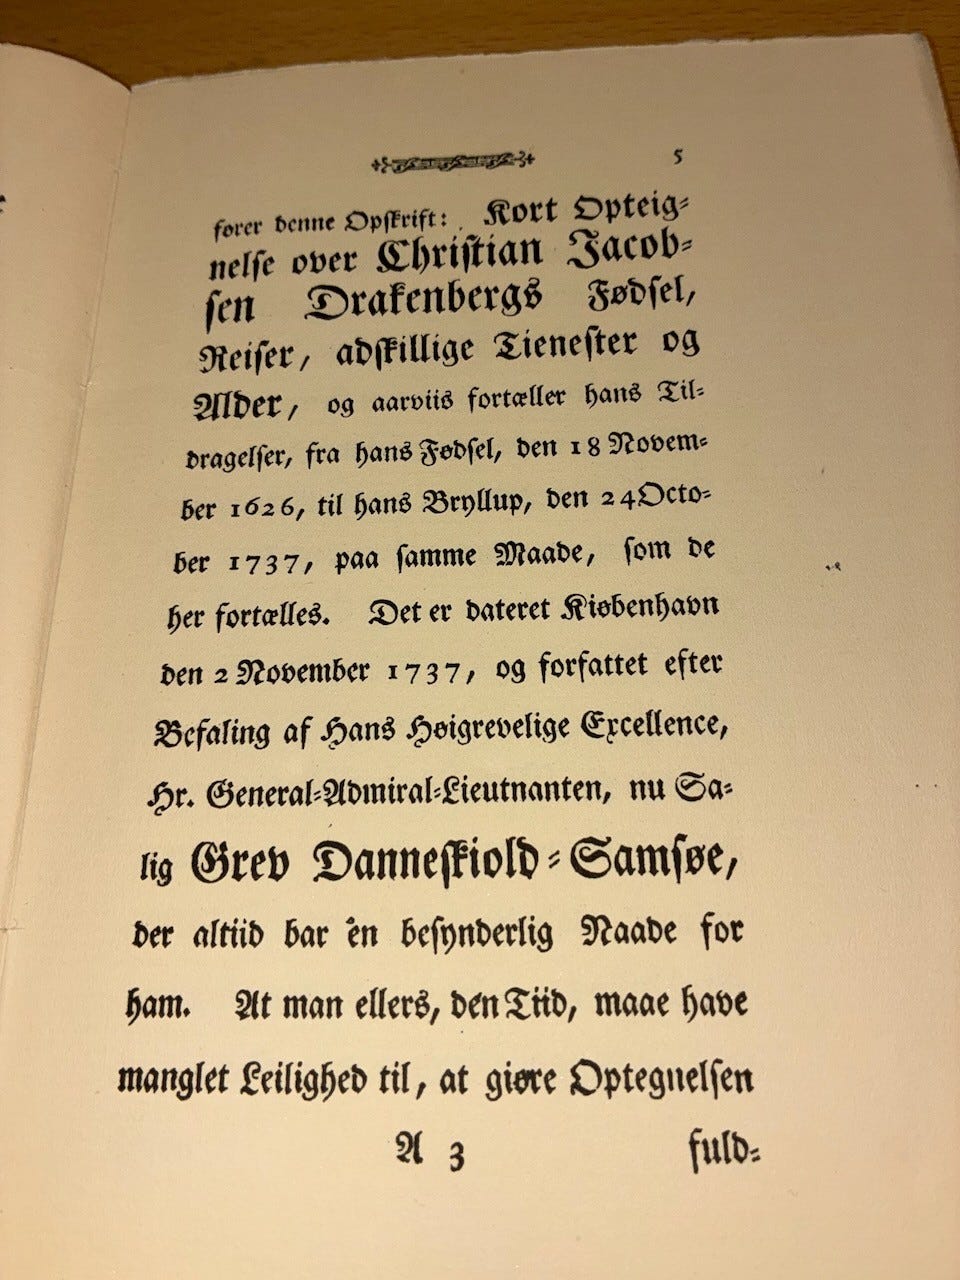 5
fører denne Opskrift: Kort Opteig-
nelse over Christian Jacob-
sen Drakenbergs Fødsel,
Reiser, adskillige Tienester og
Alder, og aarviis fortæller hans Til-
dragelser, fra hans Fødsel, den 18 Novem-
ber 1626, til hans Bryllup, den 24 Octo-
ber 1737, paa samme Maade, som de
her fortælles. Det er dateret Kiøbenhavn
den 2 November 1737, og forfattet efter
Befaling af Hans Høigrevelige Excellence,
Hr. General-Admiral-Lieutnanten, nu Sa-
lig Grev Danneskiold-Samsøe,
der altiid bar en besynderlig Naade for
ham. At man ellers, den Tiid, maae have
manglet Leilighed til, at giøre Optegnelsen
A 3 fuld-